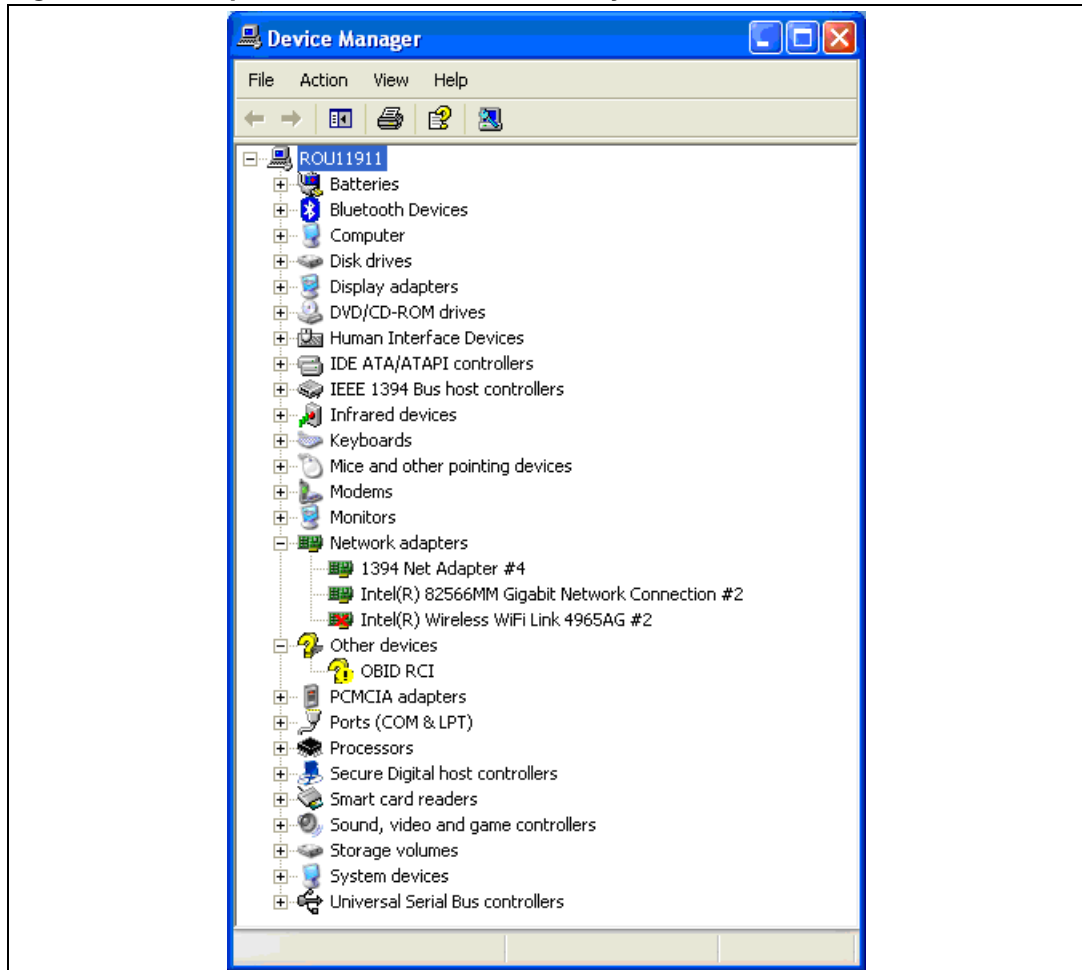 Device Manager
File Action View Help
ROU11911
Batteries
Bluetooth Devices
Computer
Disk drives
Display adapters
DVD/CD-ROM drives
Human Interface Devices
IDE ATA/ATAPI controllers
IEEE 1394 Bus host controllers
Infrared devices
Keyboards
Mice and other pointing devices
Modems
Monitors
Network adapters
1394 Net Adapter #4
Intel(R) 82566MM Gigabit Network Connection #2
Intel(R) Wireless WiFi Link 4965AG #2
Other devices
OBID RCI
PCMCIA adapters
Ports (COM & LPT)
Processors
Secure Digital host controllers
Smart card readers
Sound, video and game controllers
Storage volumes
System devices
Universal Serial Bus controllers